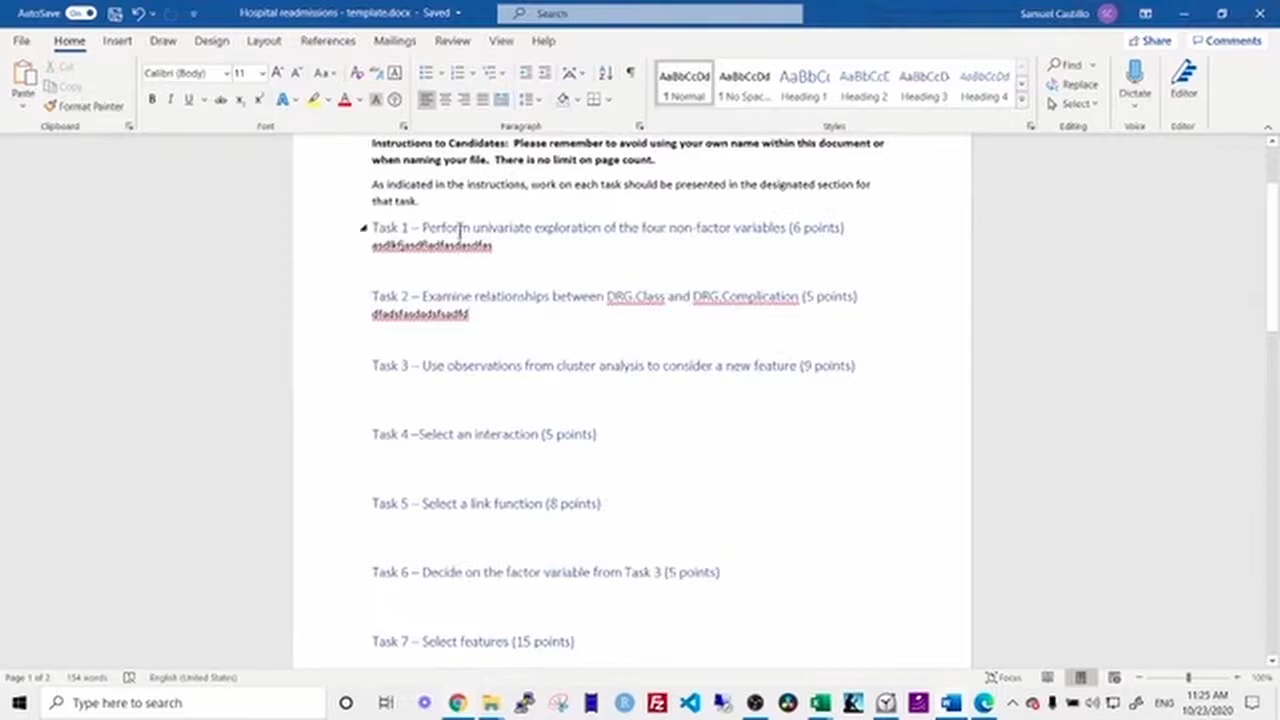 AutoSave On Hospital readmissions - template.docx - Saved Search Samuel Castillo SC
File Home Insert Draw Design Layout References Mailings Review View Help Share Comments
Paste Cut Copy Format Painter
Calibri (Body) 11
AaBbCcDd AaBbCcDd AaBbCc AaBbCcE AaBbCcD AaBbCcD
¶ Normal ¶ No Spac... Heading 1 Heading 2 Heading 3 Heading 4
Find Replace Select Dictate Editor
Clipboard Font Paragraph Styles Editing Voice Editor
Instructions to Candidates: Please remember to avoid using your own name within this document or
when naming your file. There is no limit on page count.
As indicated in the instructions, work on each task should be presented in the designated section for
that task.
Task 1 – Perform univariate exploration of the four non-factor variables (6 points)
Task 2 – Examine relationships between DRG.Class and DRG.Complication (5 points)
dfadsfasdadsfsadfd
Task 3 – Use observations from cluster analysis to consider a new feature (9 points)
Task 4 –Select an interaction (5 points)
Task 5 – Select a link function (8 points)
Task 6 – Decide on the factor variable from Task 3 (5 points)
Task 7 – Select features (15 points)
Page 1 of 2 154 words English (United States) Focus 100%
Type here to search ENG 11:25 AM
10/23/2020